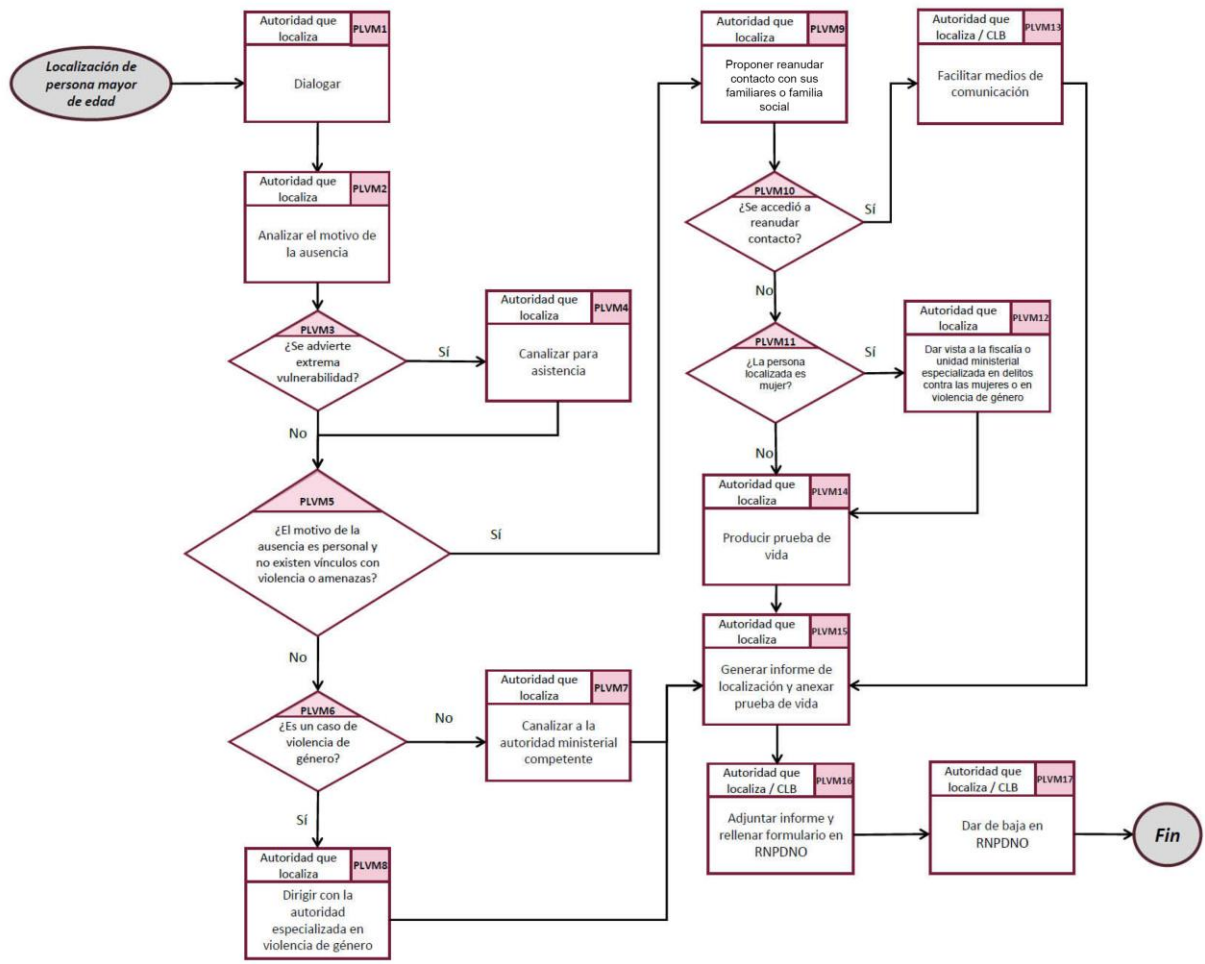 Localización de
persona mayor
de edad
Autoridad que
localiza
PLVM1
Dialogar
Autoridad que
localiza
PLVM2
Analizar el motivo de
la ausencia
PLVM3
¿Se advierte
extrema
vulnerabilidad?
Sí
No
Autoridad que
localiza
PLVM4
Canalizar para
asistencia
PLVM5
¿El motivo de la
ausencia es personal y
no existen vínculos con
violencia o amenazas?
Sí
No
PLVM6
¿Es un caso de
violencia de
género?
No
Sí
Autoridad que
localiza
PLVM7
Canalizar a la
autoridad ministerial
competente
Autoridad que
localiza
PLVM8
Dirigir con la
autoridad
especializada en
violencia de género
Autoridad que
localiza
PLVM9
Proponer reanudar
contacto con sus
familiares o familia
social
PLVM10
¿Se accedió a
reanudar
contacto?
Sí
No
Autoridad que
localiza / CLB
PLVM13
Facilitar medios de
comunicación
PLVM11
¿La persona
localizada es
mujer?
Sí
No
Autoridad que
localiza
PLVM12
Dar vista a la fiscalía o
unidad ministerial
especializada en delitos
contra las mujeres o en
violencia de género
Autoridad que
localiza
PLVM14
Producir prueba de
vida
Autoridad que
localiza
PLVM15
Generar informe de
localización y anexar
prueba de vida
Autoridad que
localiza / CLB
PLVM16
Adjuntar informe y
rellenar formulario en
RNPDNO
Autoridad que
localiza / CLB
PLVM17
Dar de baja en
RNPDNO
Fin